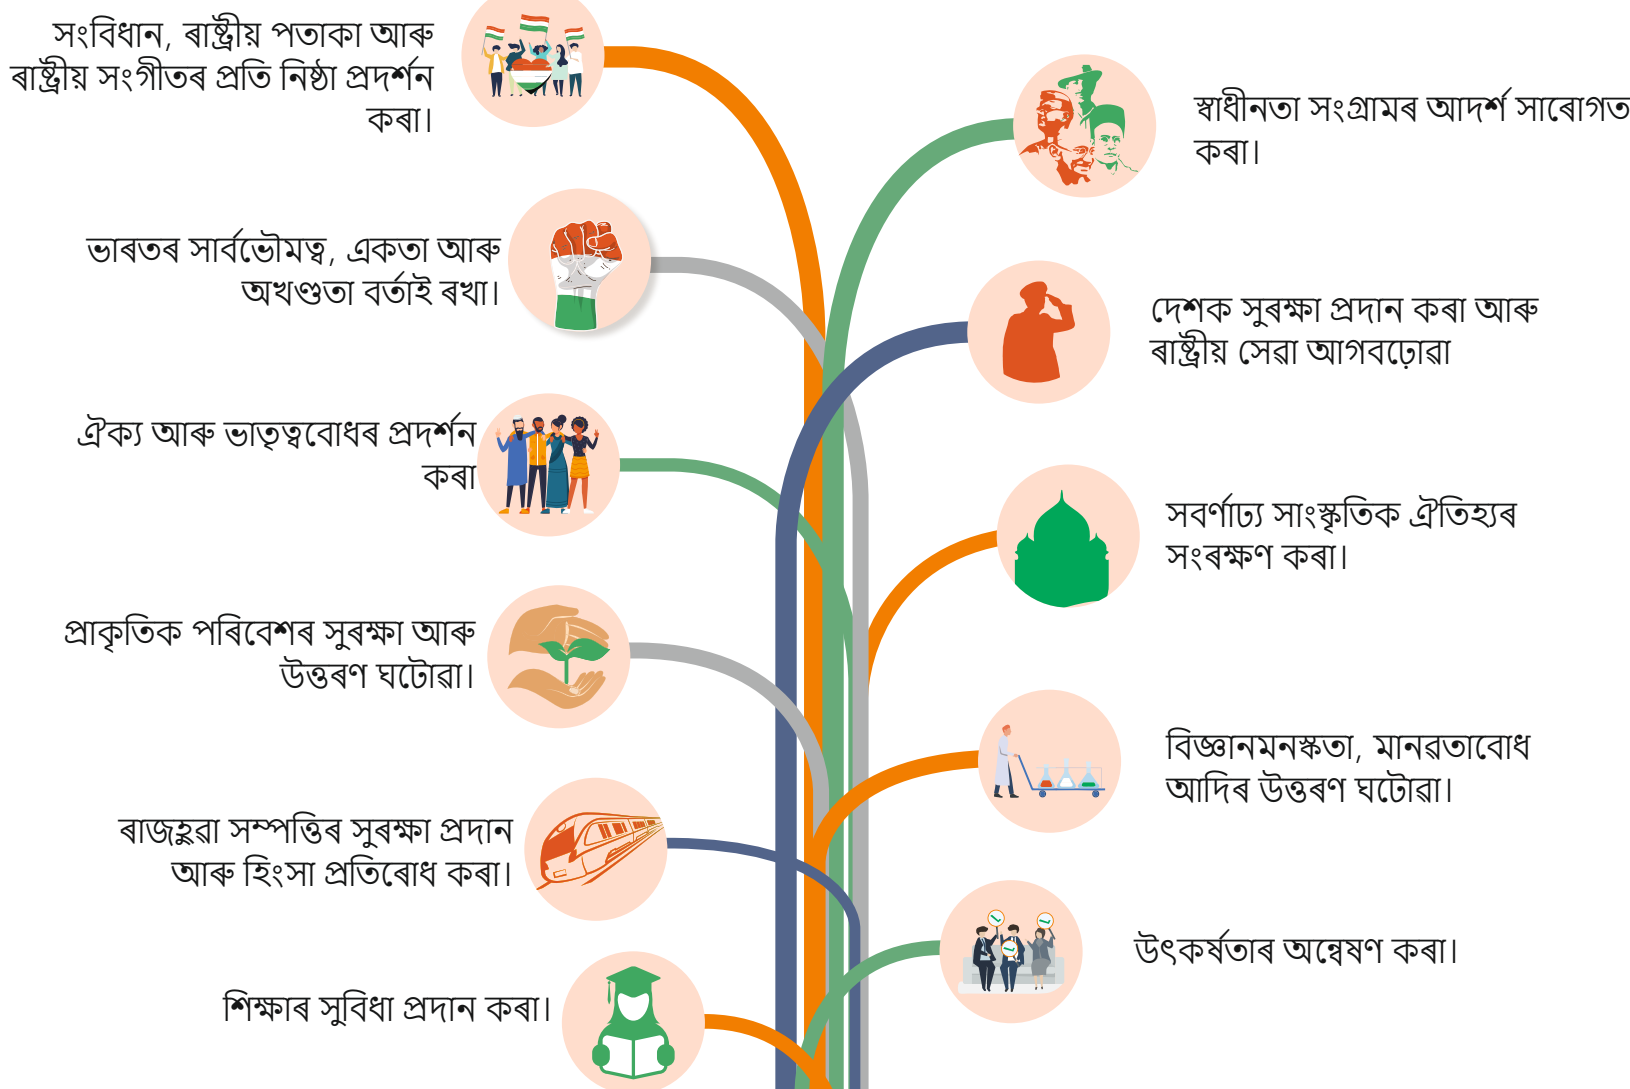 সংবিধান, ৰাষ্ট্ৰীয় পতাকা আৰু
ৰাষ্ট্ৰীয় সংগীতৰ প্ৰতি নিষ্ঠা প্ৰদৰ্শন
কৰা।
স্বাধীনতা সংগ্ৰামৰ আদৰ্শ সাৰোগত
কৰা।
ভাৰতৰ সাৰ্বভৌমত্ব, একতা আৰু
অখণ্ডতা বৰ্তাই ৰখা।
দেশক সুৰক্ষা প্ৰদান কৰা আৰু
ৰাষ্ট্ৰীয় সেৱা আগবঢ়োৱা
ঐক্য আৰু ভাতৃত্ববোধৰ প্ৰদৰ্শন
কৰা
সবৰ্ণাঢ্য সাংস্কৃতিক ঐতিহ্যৰ
সংৰক্ষণ কৰা।
প্ৰাকৃতিক পৰিবেশৰ সুৰক্ষা আৰু
উত্তৰণ ঘটোৱা।
বিজ্ঞানমনস্কতা, মানৱতাবোধ
আদিৰ উত্তৰণ ঘটোৱা।
ৰাজহুৱা সম্পত্তিৰ সুৰক্ষা প্ৰদান
আৰু হিংসা প্ৰতিৰোধ কৰা।
উৎকৰ্ষতাৰ অন্বেষণ কৰা।
শিক্ষাৰ সুবিধা প্ৰদান কৰা।